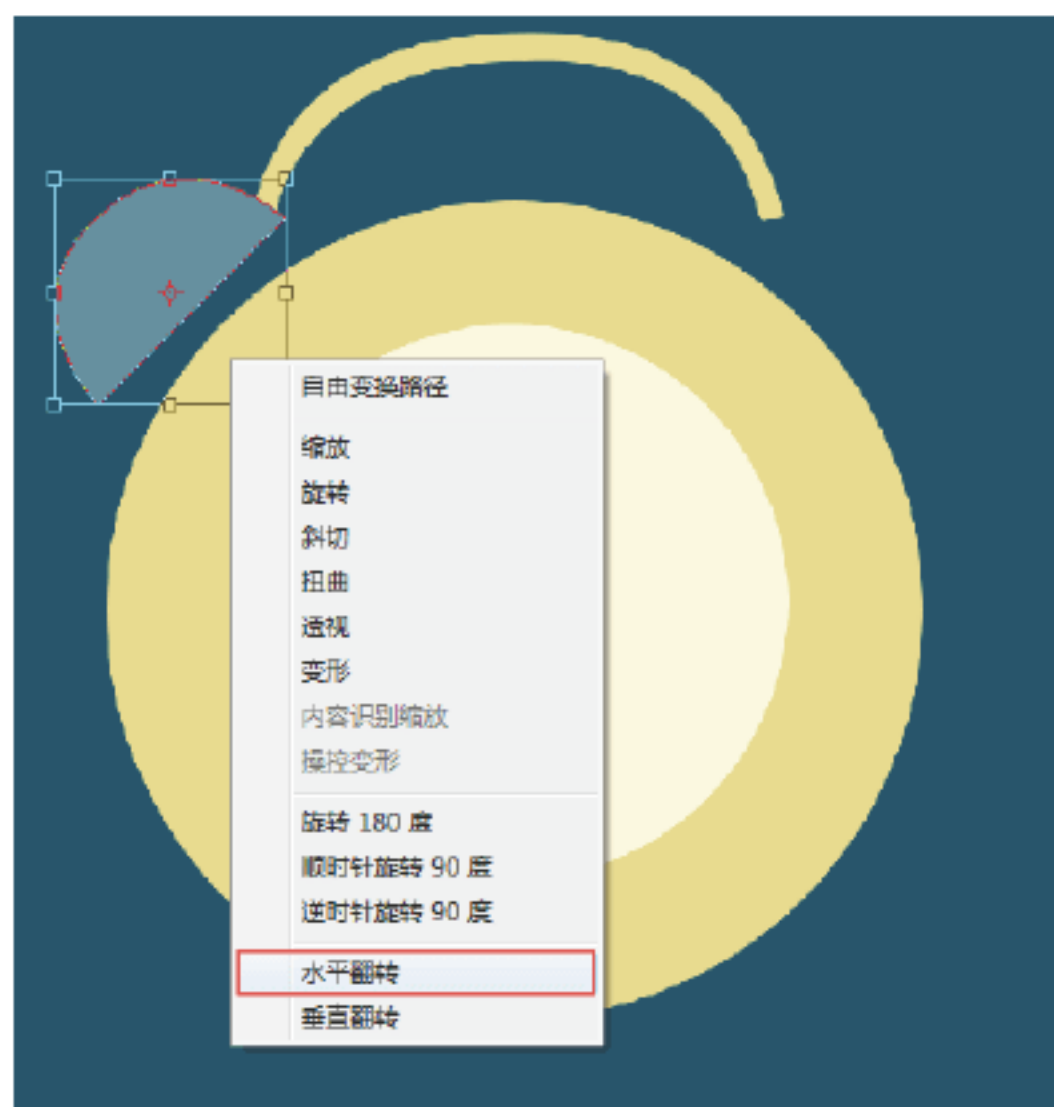 自由变换路径
缩放
旋转
斜切
扭曲
透视
变形
内容识别缩放
操控变形
旋转 180 度
顺时针旋转 90 度
逆时针旋转 90 度
水平翻转
垂直翻转